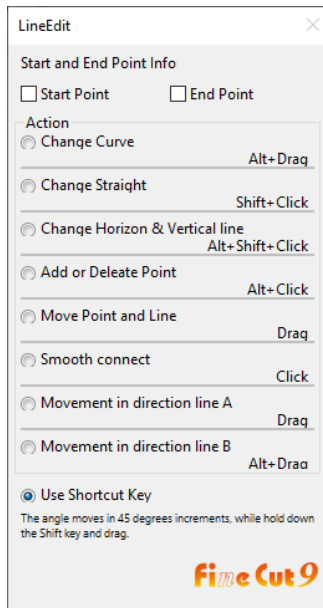 LineEdit
Start and End Point Info
Start Point End Point
Action
Change Curve
Alt+Drag
Change Straight
Shift+Click
Change Horizon & Vertical line
Alt+Shift+Click
Add or Deleate Point
Alt+Click
Move Point and Line
Drag
Smooth connect
Click
Movement in direction line A
Drag
Movement in direction line B
Alt+Drag
Use Shortcut Key
The angle moves in 45 degrees increments, while hold down
the Shift key and drag.
Fine Cut 9